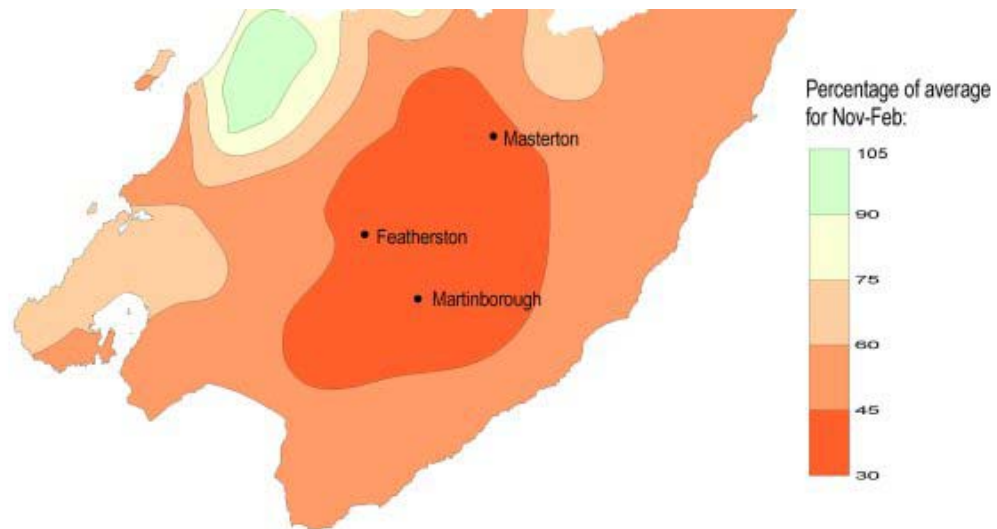 Percentage of average
for Nov-Feb:
105
90
75
60
45
30
Masterton
Featherston
Martinborough